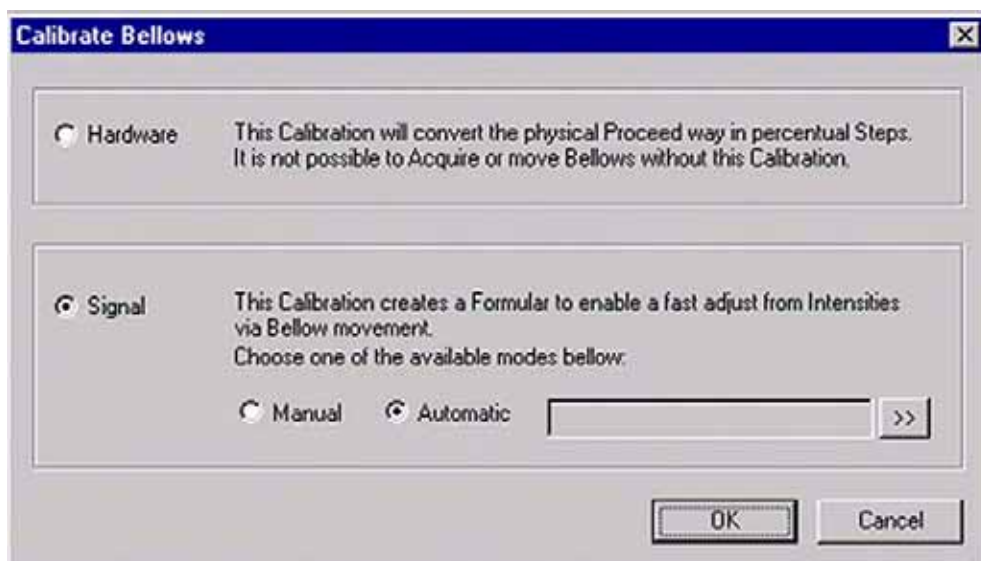 Calibrate Bellows
Hardware
This Calibration will convert the physical Proceed way in percentual Steps.
It is not possible to Acquire or move Bellows without this Calibration.
Signal
This Calibration creates a Formular to enable a fast adjust from Intensities
via Bellow movement.
Choose one of the available modes bellow:
Manual
Automatic
>>
OK
Cancel